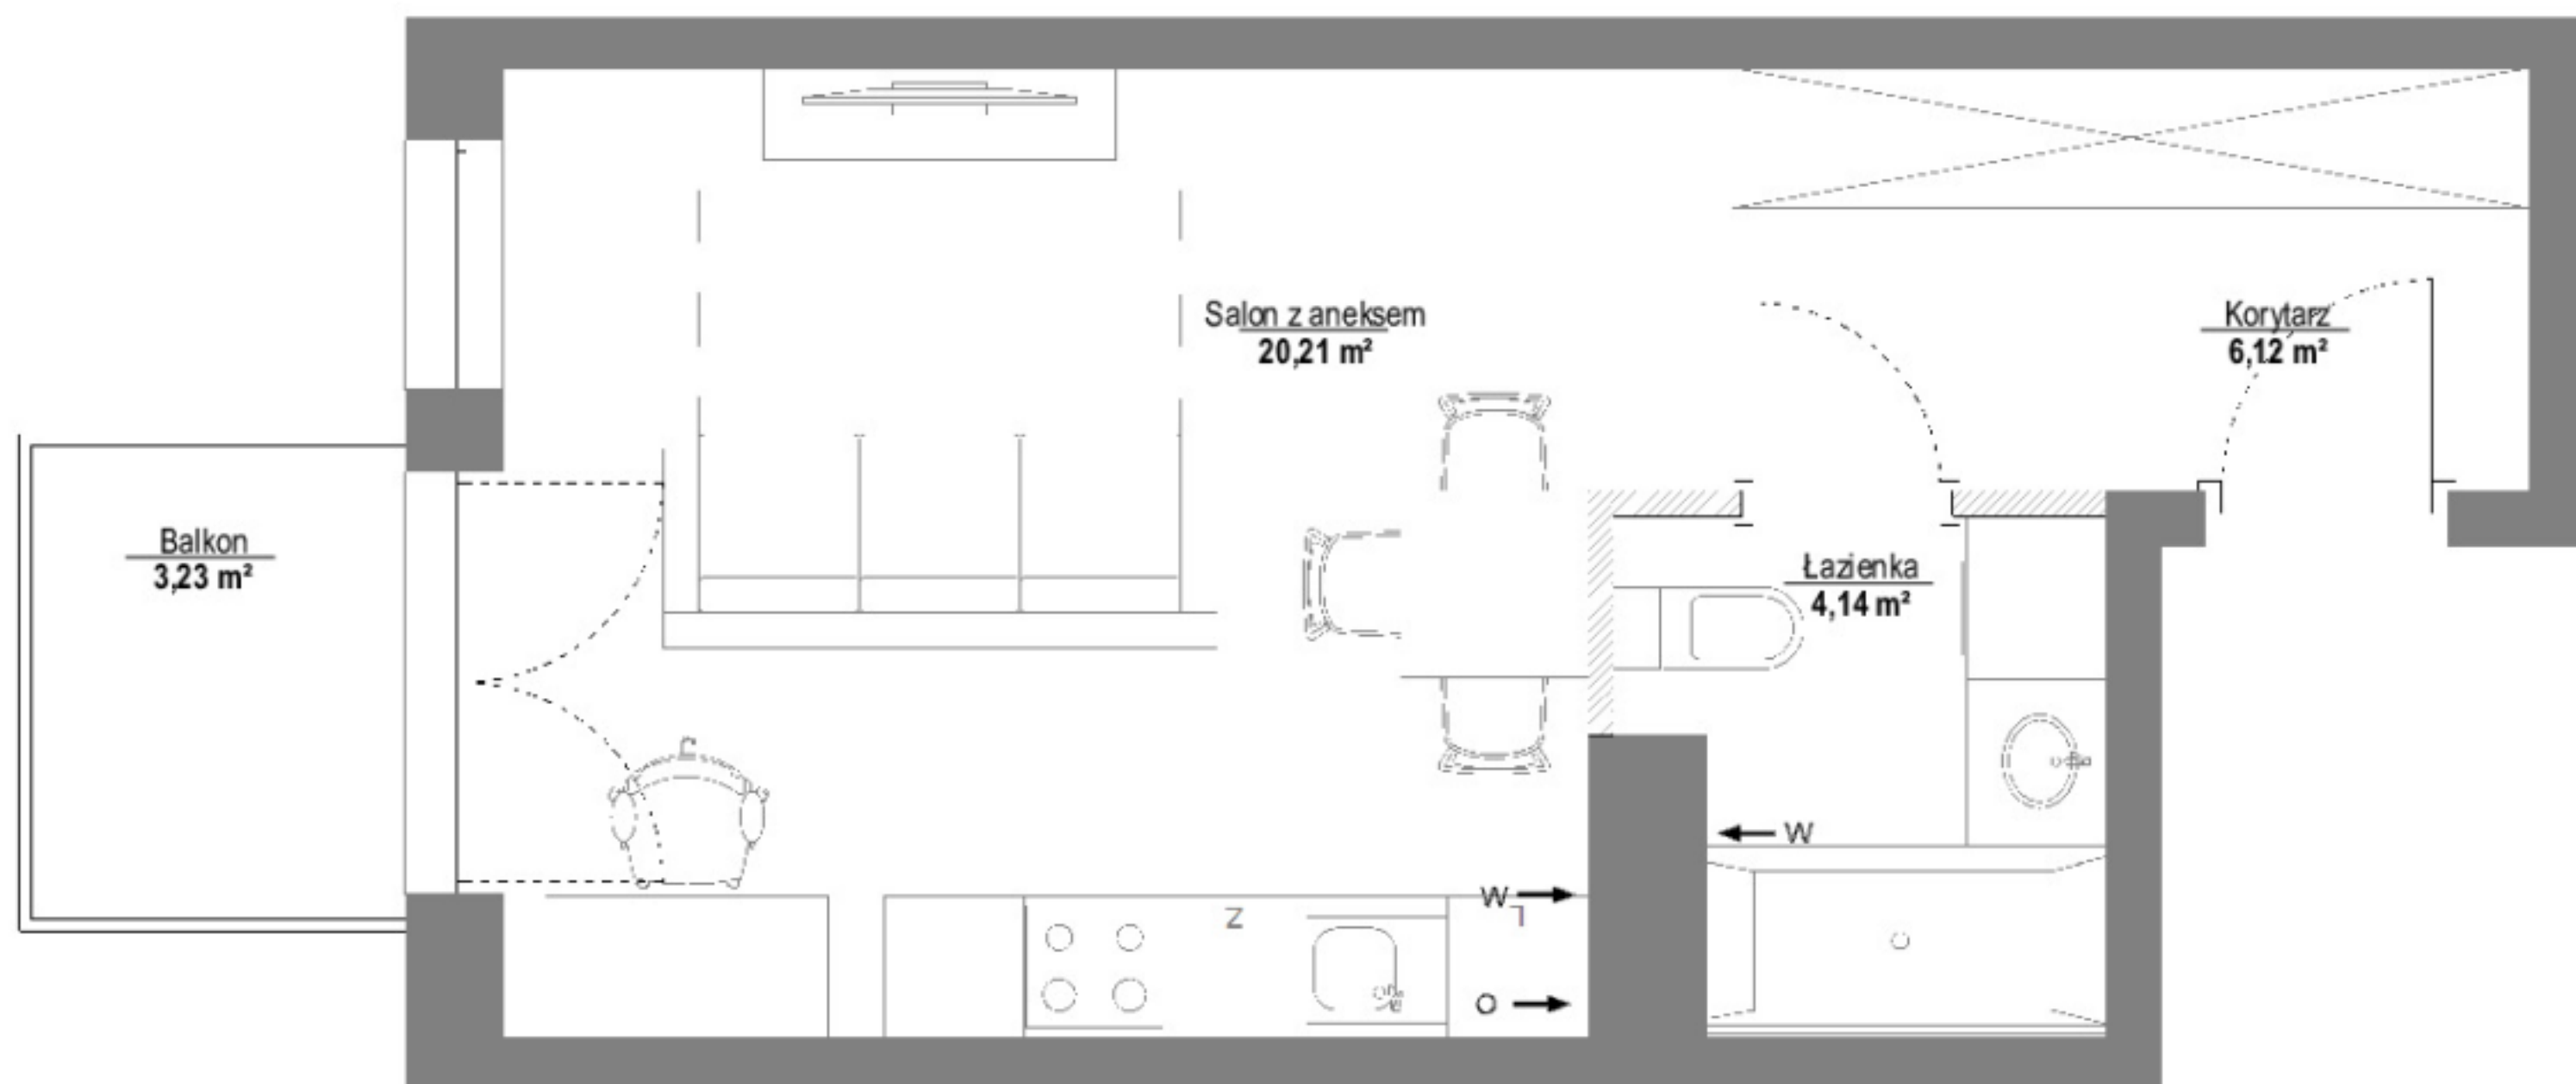 Salon z aneksem
20,21 m²
Korytarz
6,12 m²
Balkon
3,23 m²
Łazienka
4,14 m²
W
W
Z
L
O